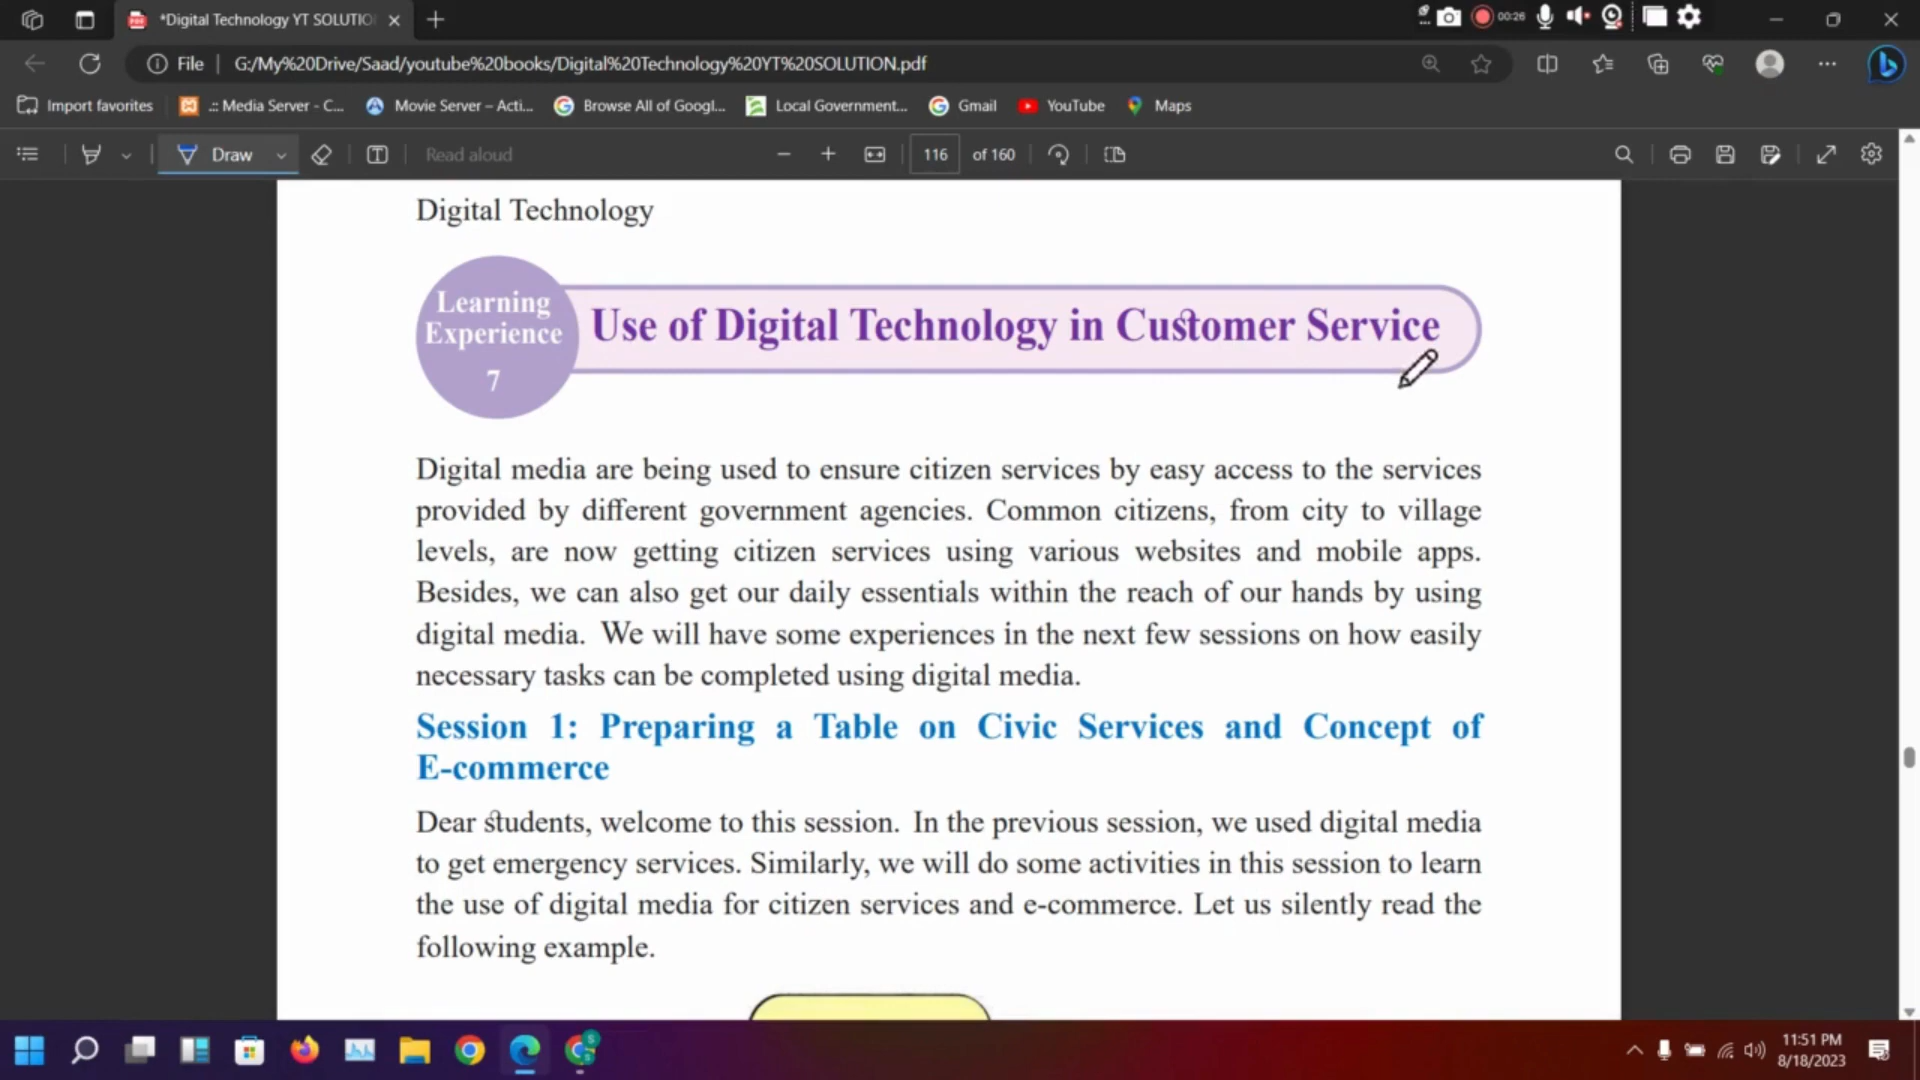 *Digital Technology YT SOLUTIO
00:26
File
G:/My%20Drive/Saad/youtube%20books/Digital%20Technology%20YT%20SOLUTION.pdf
Import favorites
.:: Media Server - C...
Movie Server – Acti...
Browse All of Googl...
Local Government...
Gmail
YouTube
Maps
Draw
Read aloud
116 of 160
Digital Technology
Learning
Experience
7
Use of Digital Technology in Customer Service
Digital media are being used to ensure citizen services by easy access to the services
provided by different government agencies. Common citizens, from city to village
levels, are now getting citizen services using various websites and mobile apps.
Besides, we can also get our daily essentials within the reach of our hands by using
digital media. We will have some experiences in the next few sessions on how easily
necessary tasks can be completed using digital media.
Session 1: Preparing a Table on Civic Services and Concept of
E-commerce
Dear students, welcome to this session. In the previous session, we used digital media
to get emergency services. Similarly, we will do some activities in this session to learn
the use of digital media for citizen services and e-commerce. Let us silently read the
following example.
11:51 PM
8/18/2023